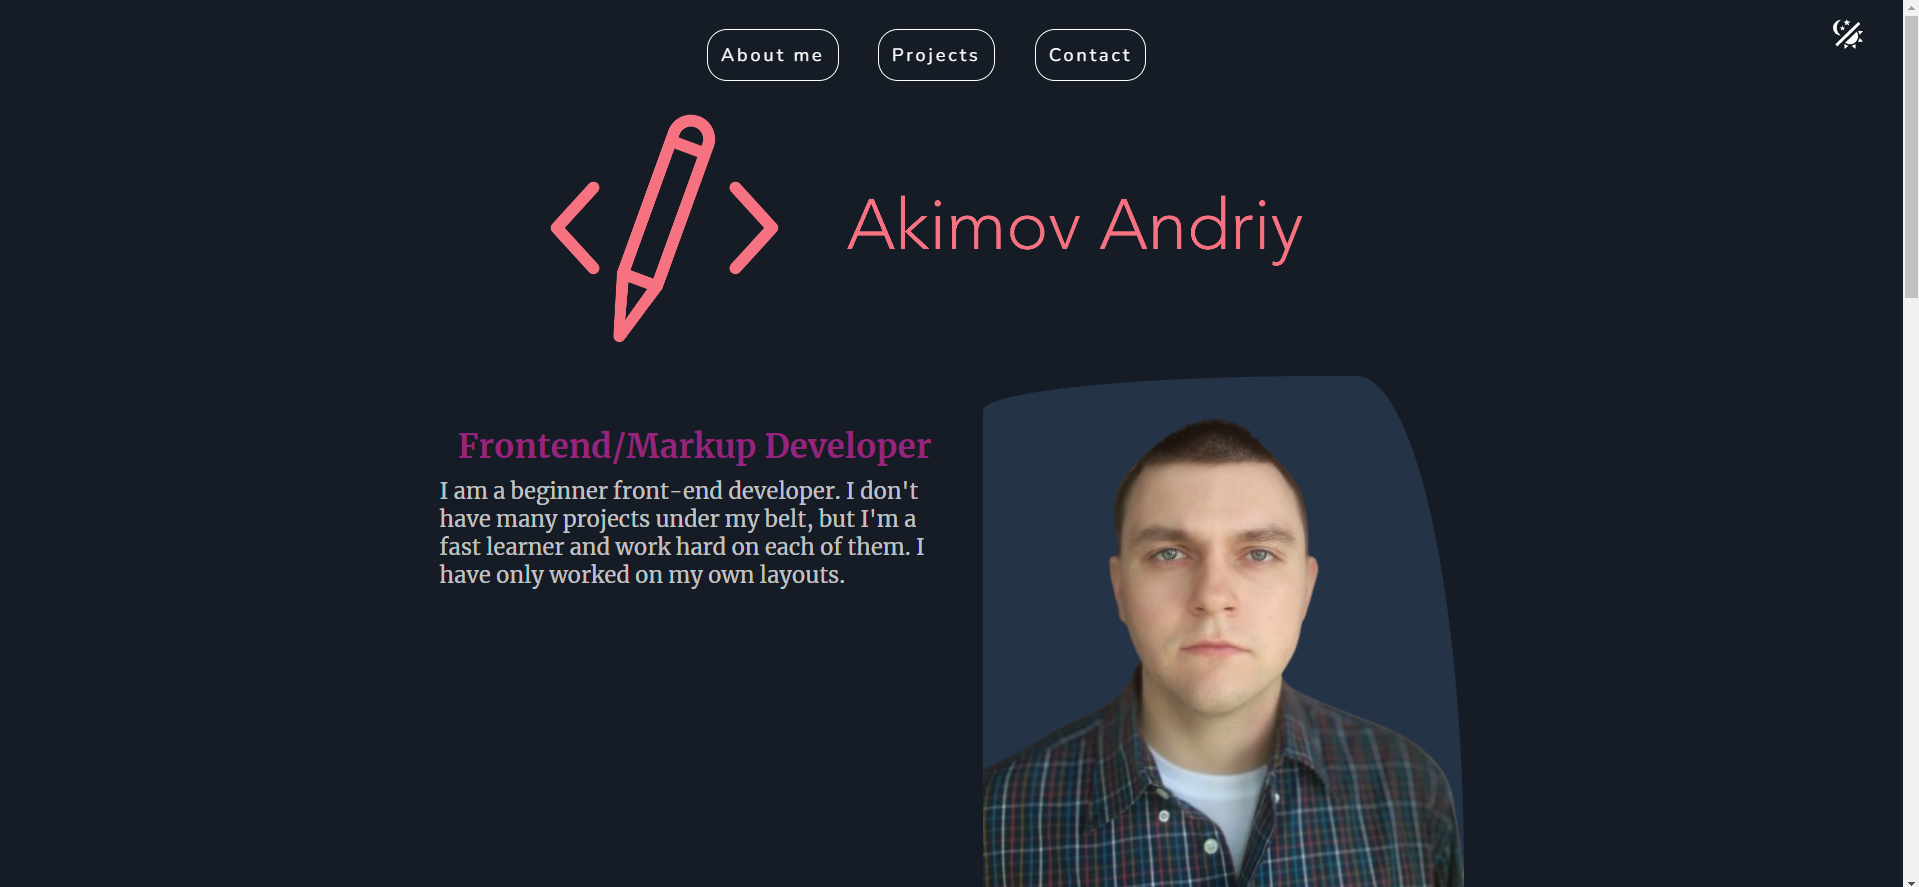 About me
Projects
Contact
Akimov Andriy
Frontend/Markup Developer
I am a beginner front-end developer. I don't
have many projects under my belt, but I'm a
fast learner and work hard on each of them. I
have only worked on my own layouts.